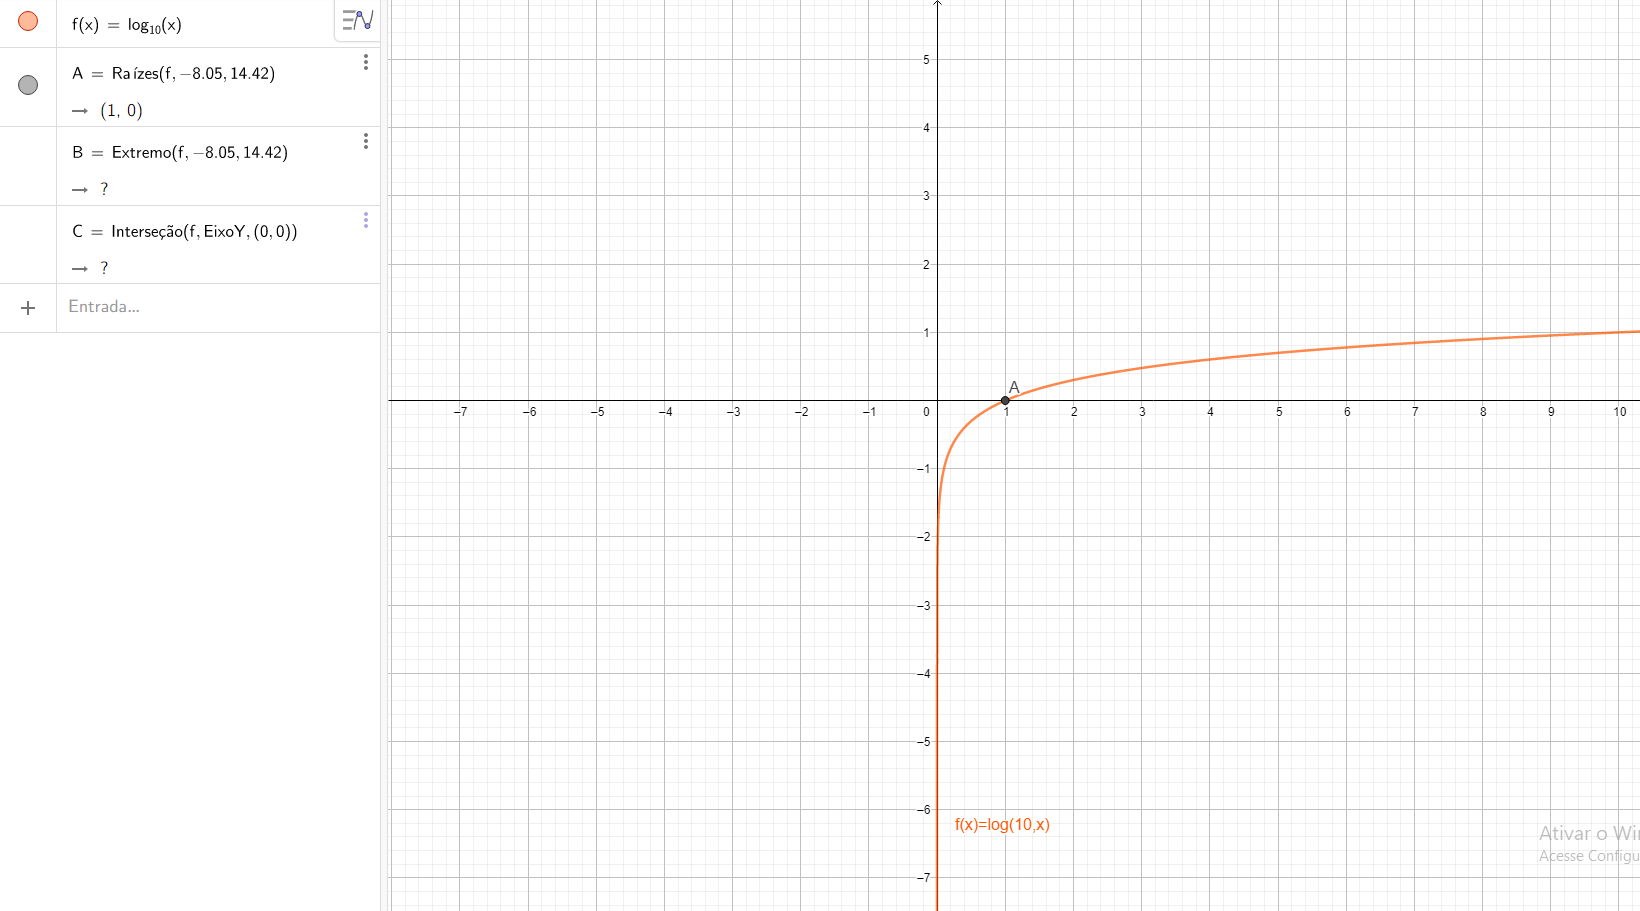 f(x) = log₁₀(x)
A = Raízes(f, −8.05, 14.42)
→ (1, 0)
B = Extremo(f, −8.05, 14.42)
→ ?
C = Interseção(f, EixoY, (0, 0))
→ ?
+ Entrada...
5
4
3
2
1
A
−7 −6 −5 −4 −3 −2 −1 0 1 2 3 4 5 6 7 8 9 10
−1
−2
−3
−4
−5
−6
f(x)=log(10,x)
Ativar o
Acesse
−7